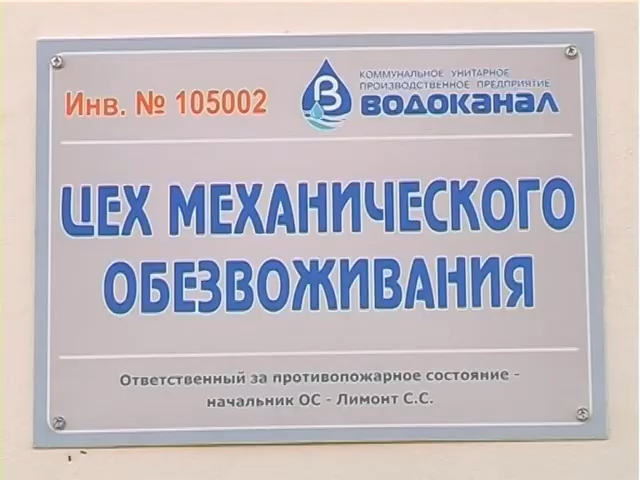 Инв. № 105002
В
КОММУНАЛЬНОЕ УНИТАРНОЕ
ПРОИЗВОДСТВЕННОЕ ПРЕДПРИЯТИЕ
ВОДОКАНАЛ
ЦЕХ МЕХАНИЧЕСКОГО
ОБЕЗВОЖИВАНИЯ
Ответственный за противопожарное состояние -
начальник ОС - Лимонт С.С.